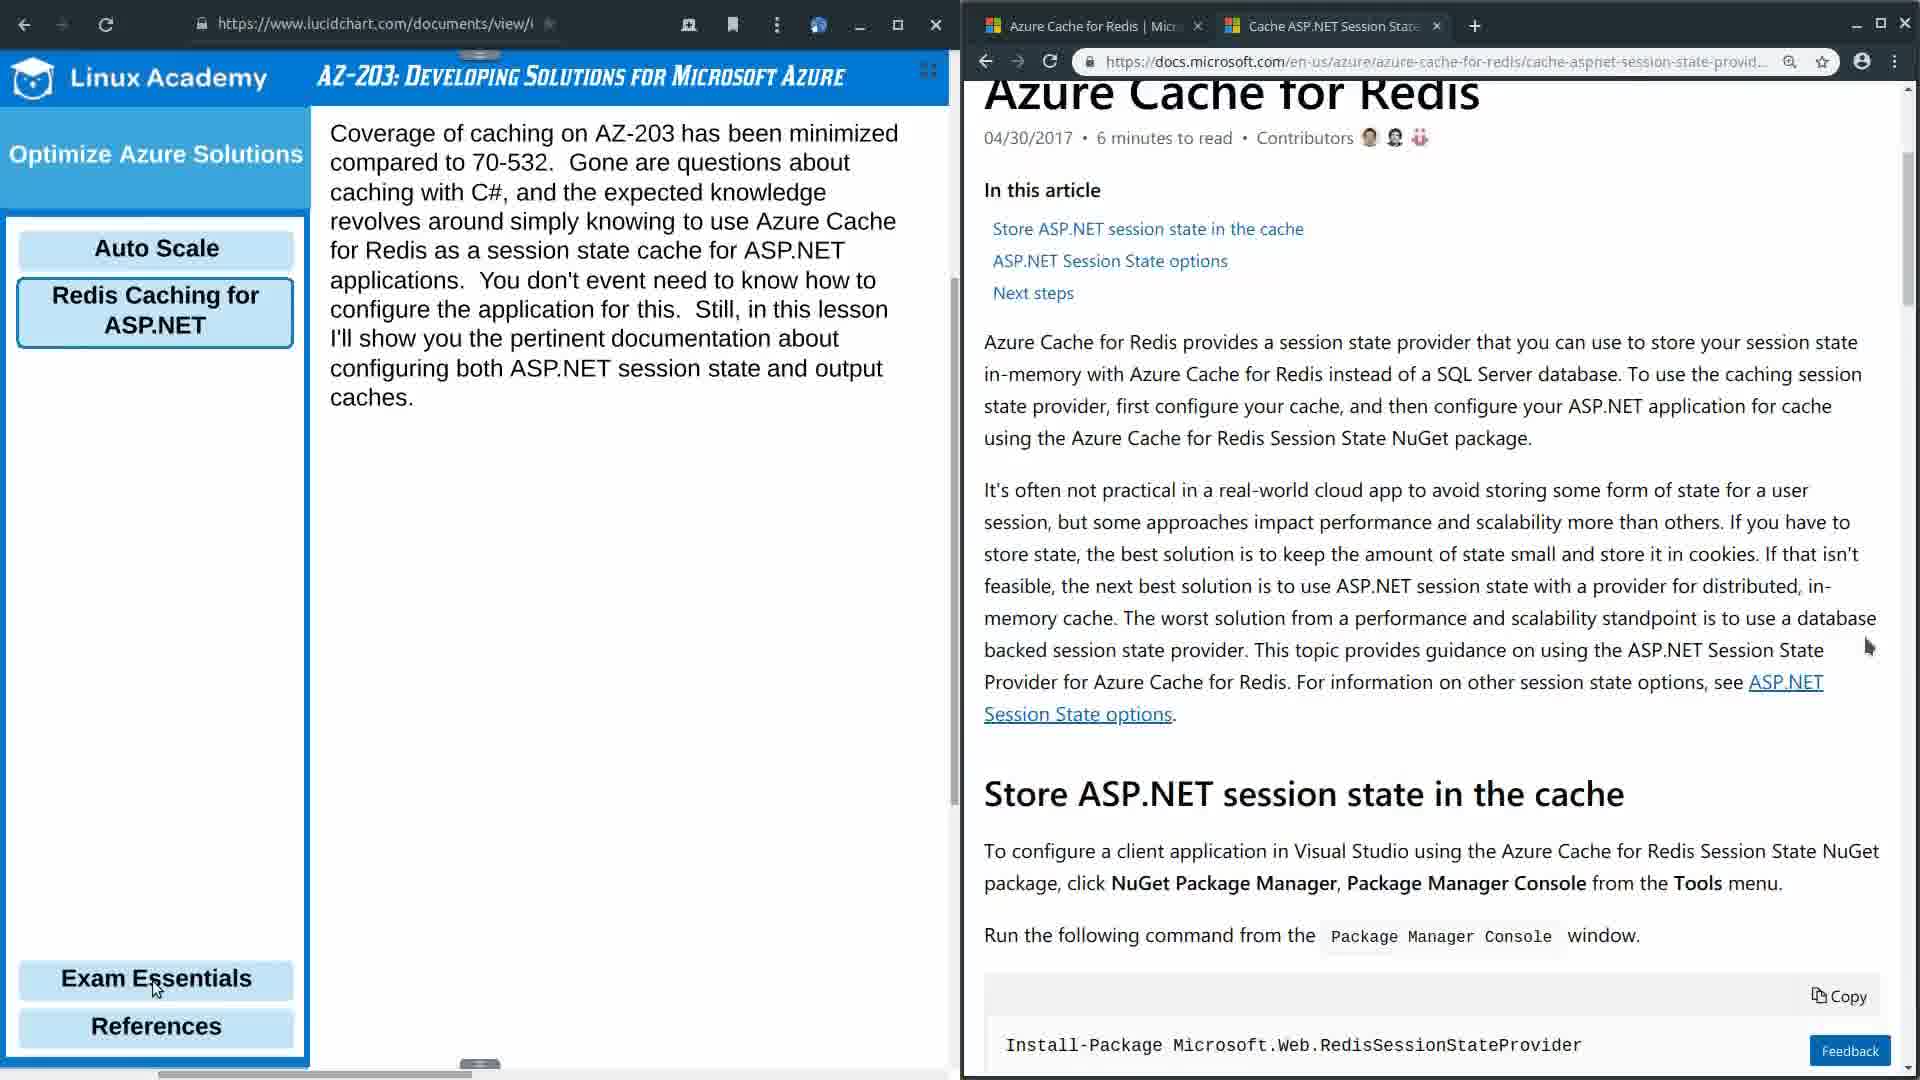 https://www.lucidchart.com/documents/view/
Linux Academy
AZ-203: Developing Solutions for Microsoft Azure
Optimize Azure Solutions
Auto Scale
Redis Caching for
ASP.NET
Exam Essentials
References
Coverage of caching on AZ-203 has been minimized
compared to 70-532.  Gone are questions about
caching with C#, and the expected knowledge
revolves around simply knowing to use Azure Cache
for Redis as a session state cache for ASP.NET
applications.  You don't event need to know how to
configure the application for this.  Still, in this lesson
I'll show you the pertinent documentation about
configuring both ASP.NET session state and output
caches.
Azure Cache for Redis | Micr
Cache ASP.NET Session State
https://docs.microsoft.com/en-us/azure/azure-cache-for-redis/cache-aspnet-session-state-provid...
Azure Cache for Redis
04/30/2017 • 6 minutes to read • Contributors
In this article
Store ASP.NET session state in the cache
ASP.NET Session State options
Next steps
Azure Cache for Redis provides a session state provider that you can use to store your session state
in-memory with Azure Cache for Redis instead of a SQL Server database. To use the caching session
state provider, first configure your cache, and then configure your ASP.NET application for cache
using the Azure Cache for Redis Session State NuGet package.
It's often not practical in a real-world cloud app to avoid storing some form of state for a user
session, but some approaches impact performance and scalability more than others. If you have to
store state, the best solution is to keep the amount of state small and store it in cookies. If that isn't
feasible, the next best solution is to use ASP.NET session state with a provider for distributed, in-
memory cache. The worst solution from a performance and scalability standpoint is to use a database
backed session state provider. This topic provides guidance on using the ASP.NET Session State
Provider for Azure Cache for Redis. For information on other session state options, see ASP.NET
Session State options.
Store ASP.NET session state in the cache
To configure a client application in Visual Studio using the Azure Cache for Redis Session State NuGet
package, click NuGet Package Manager, Package Manager Console from the Tools menu.
Run the following command from the Package Manager Console window.
Copy
Install-Package Microsoft.Web.RedisSessionStateProvider
Feedback